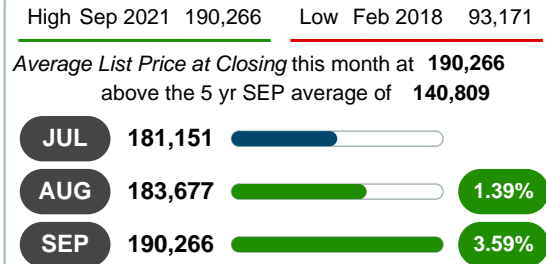 High Sep 2021 190,266 Low Feb 2018 93,171
Average List Price at Closing this month at 190,266
above the 5 yr SEP average of 140,809
JUL 181,151
AUG 183,677 1.39%
SEP 190,266 3.59%